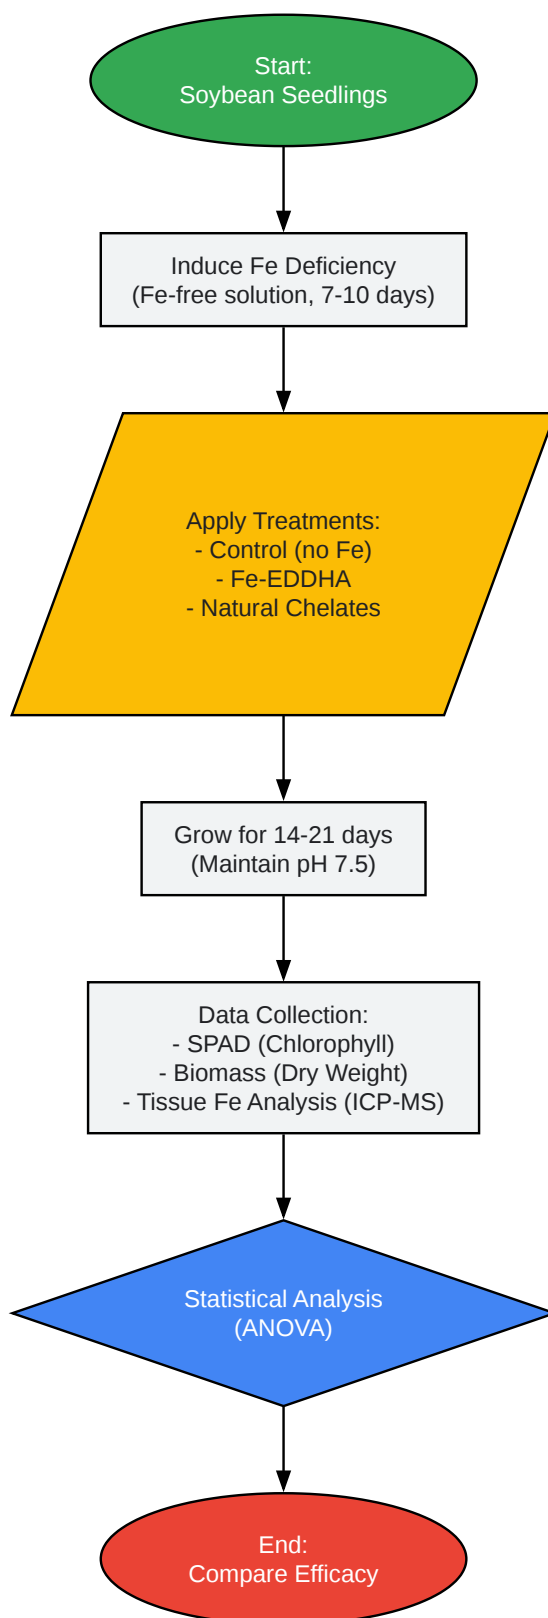 Start:
Soybean Seedlings
Induce Fe Deficiency
(Fe-free solution, 7-10 days)
Apply Treatments:
- Control (no Fe)
- Fe-EDDHA
- Natural Chelates
Grow for 14-21 days
(Maintain pH 7.5)
Data Collection:
- SPAD (Chlorophyll)
- Biomass (Dry Weight)
- Tissue Fe Analysis (ICP-MS)
Statistical Analysis
(ANOVA)
End:
Compare Efficacy